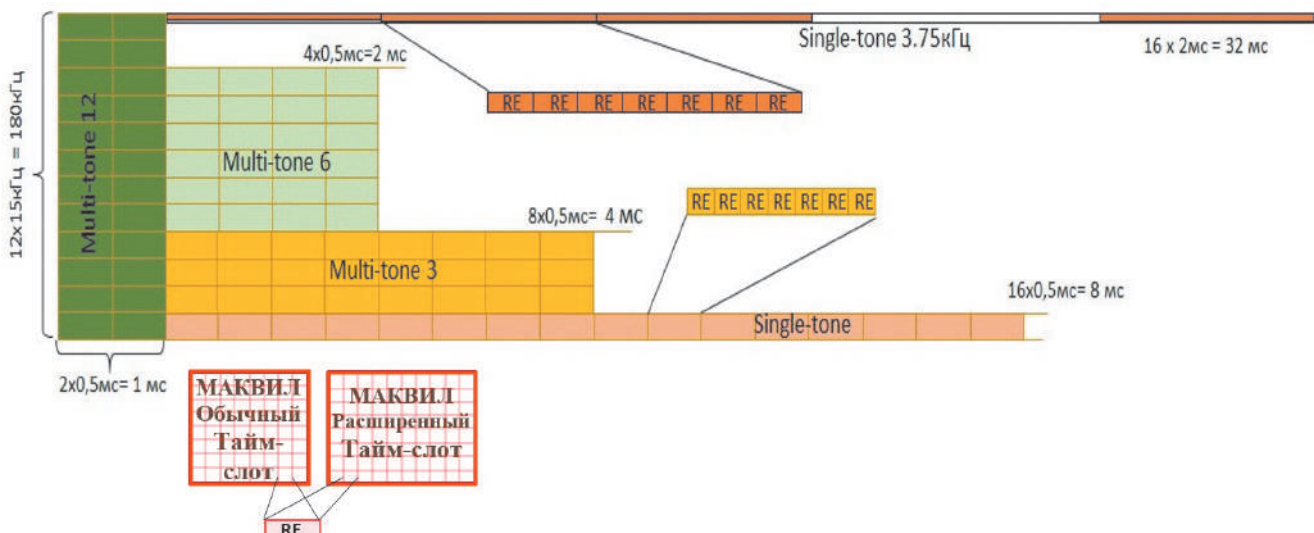 Single-tone 3.75кГц
16 x 2мс = 32 мс
4x0,5мс=2 мс
RE RE RE RE RE RE RE
12x15кГц = 180кГц
Multi-tone 12
Multi-tone 6
RE RE RE RE RE RE RE
8x0,5мс= 4 МС
Multi-tone 3
16x0,5мс= 8 мс
Single-tone
2x0,5мс= 1 мс
МАКВИЛ
Обычный
Тайм-
слот
МАКВИЛ
Расширенный
Тайм-слот
RE